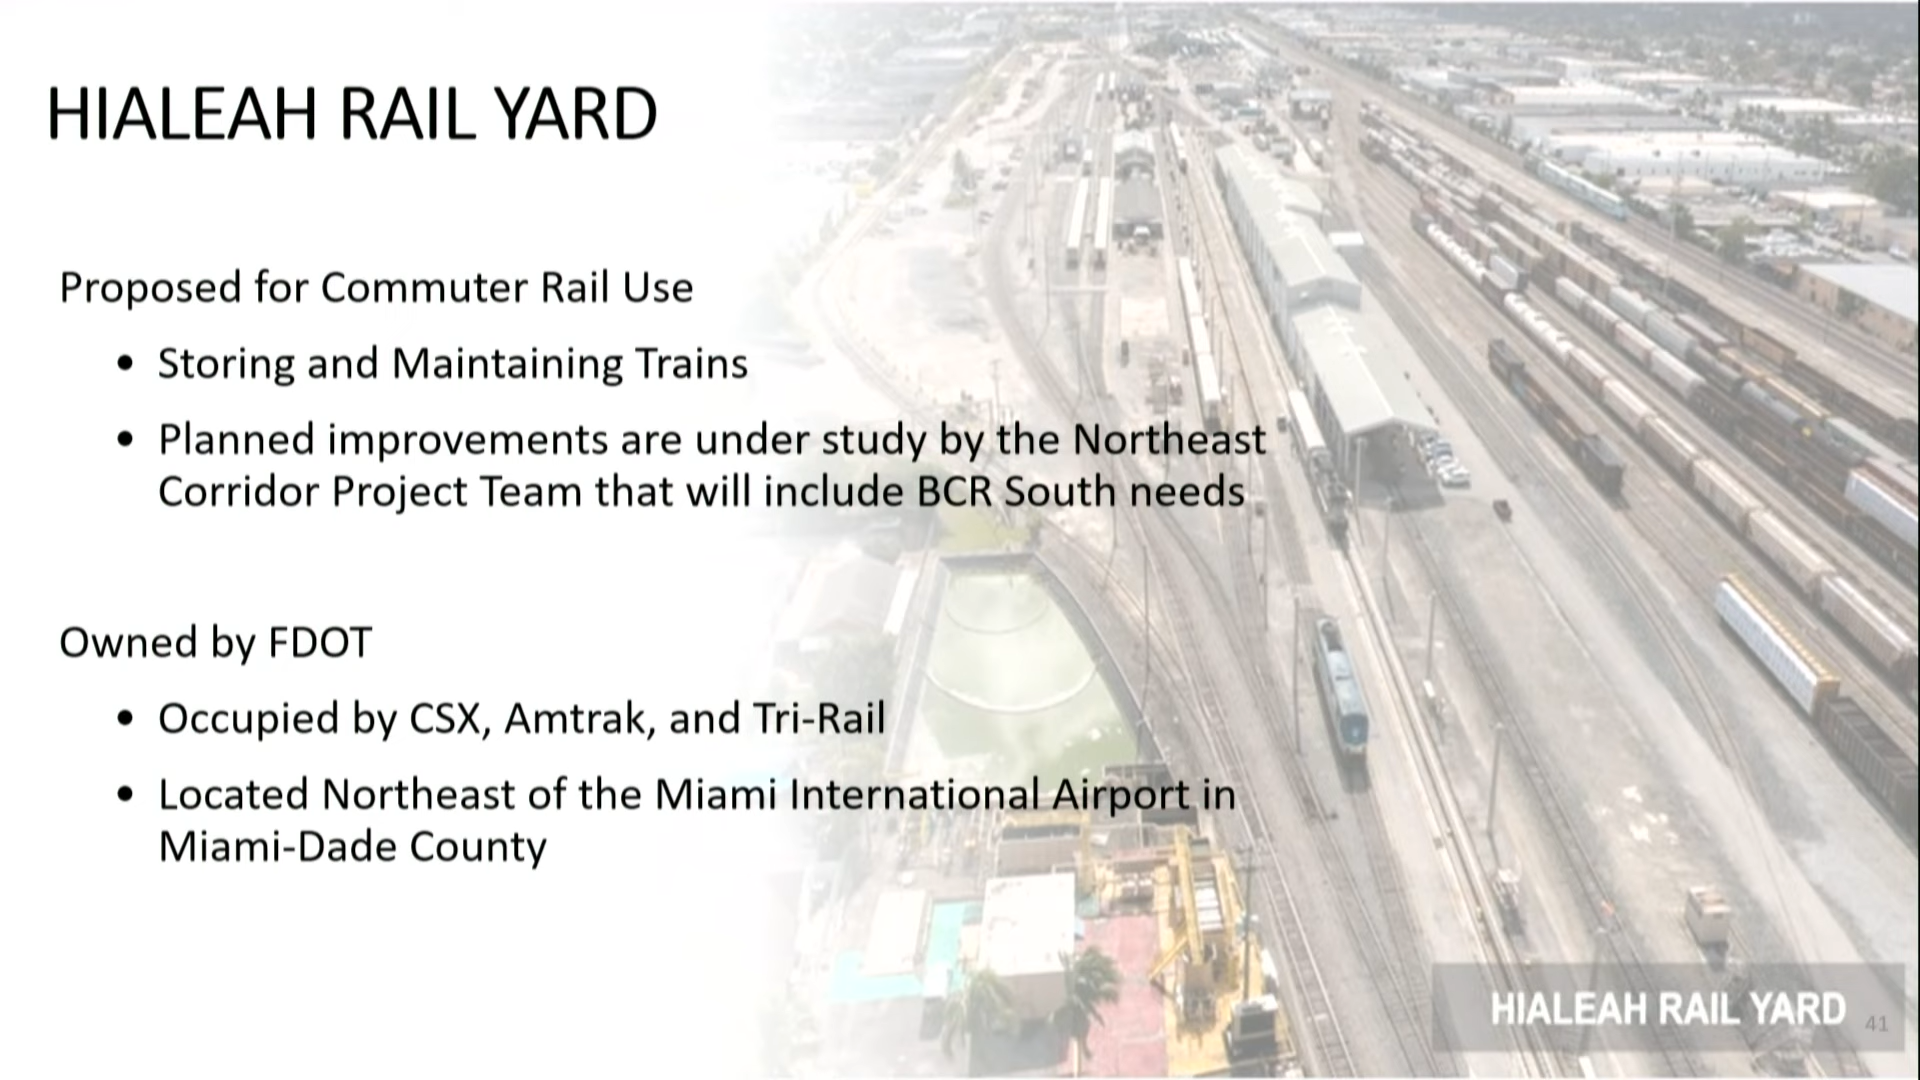 HIALEAH RAIL YARD
Proposed for Commuter Rail Use
• Storing and Maintaining Trains
• Planned improvements are under study by the Northeast
Corridor Project Team that will include BCR South needs
Owned by FDOT
• Occupied by CSX, Amtrak, and Tri-Rail
• Located Northeast of the Miami International Airport in
Miami-Dade County
HIALEAH RAIL YARD
41